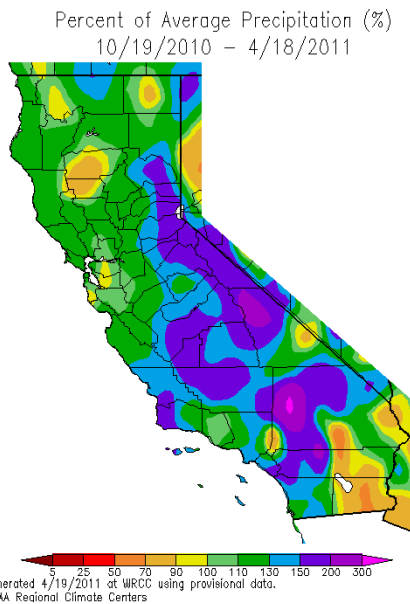 Percent of Average Precipitation (%)
10/19/2010 – 4/18/2011
5 25 50 70 90 100 110 130 150 200 300
nerated 4/19/2011 at WRCC using provisional data.
AA Regional Climate Centers